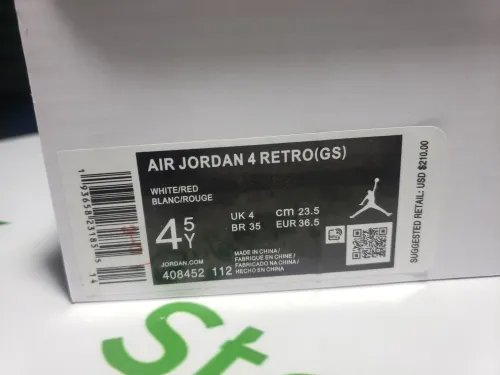 AIR JORDAN 4 RETRO(GS)
WHITE/RED
BLANC/ROUGE
4 5
Y
UK 4 cm 23.5
BR 35 EUR 36.5
JORDAN.COM
408452 112
MADE IN CHINA/
FABRIQUE EN CHINE/
FABRICADO NA CHINA/
HECHO EN CHINA
SUGGESTED RETAIL: USD $210.00